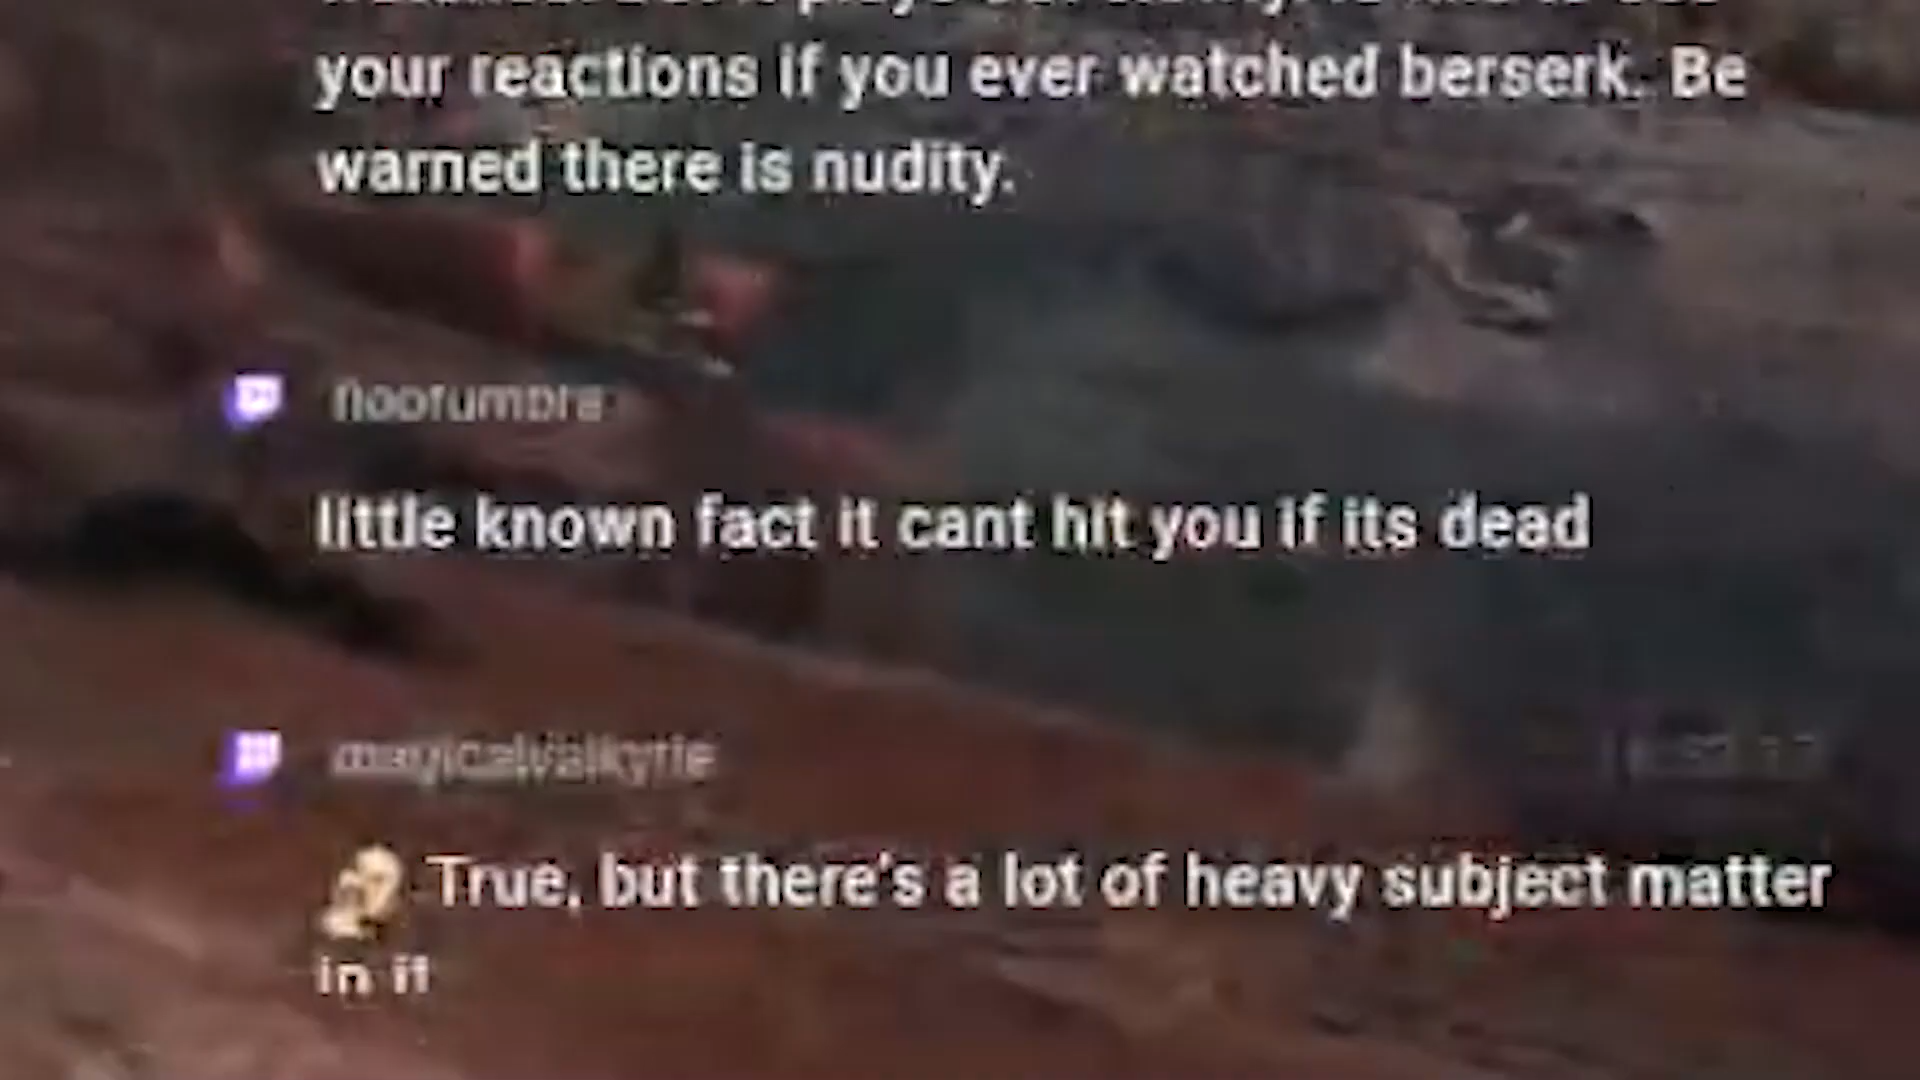 your reactions if you ever watched berserk. Be
warned there is nudity.
little known fact it cant hit you if its dead
magicalvalkyrie
True, but there's a lot of heavy subject matter
in it